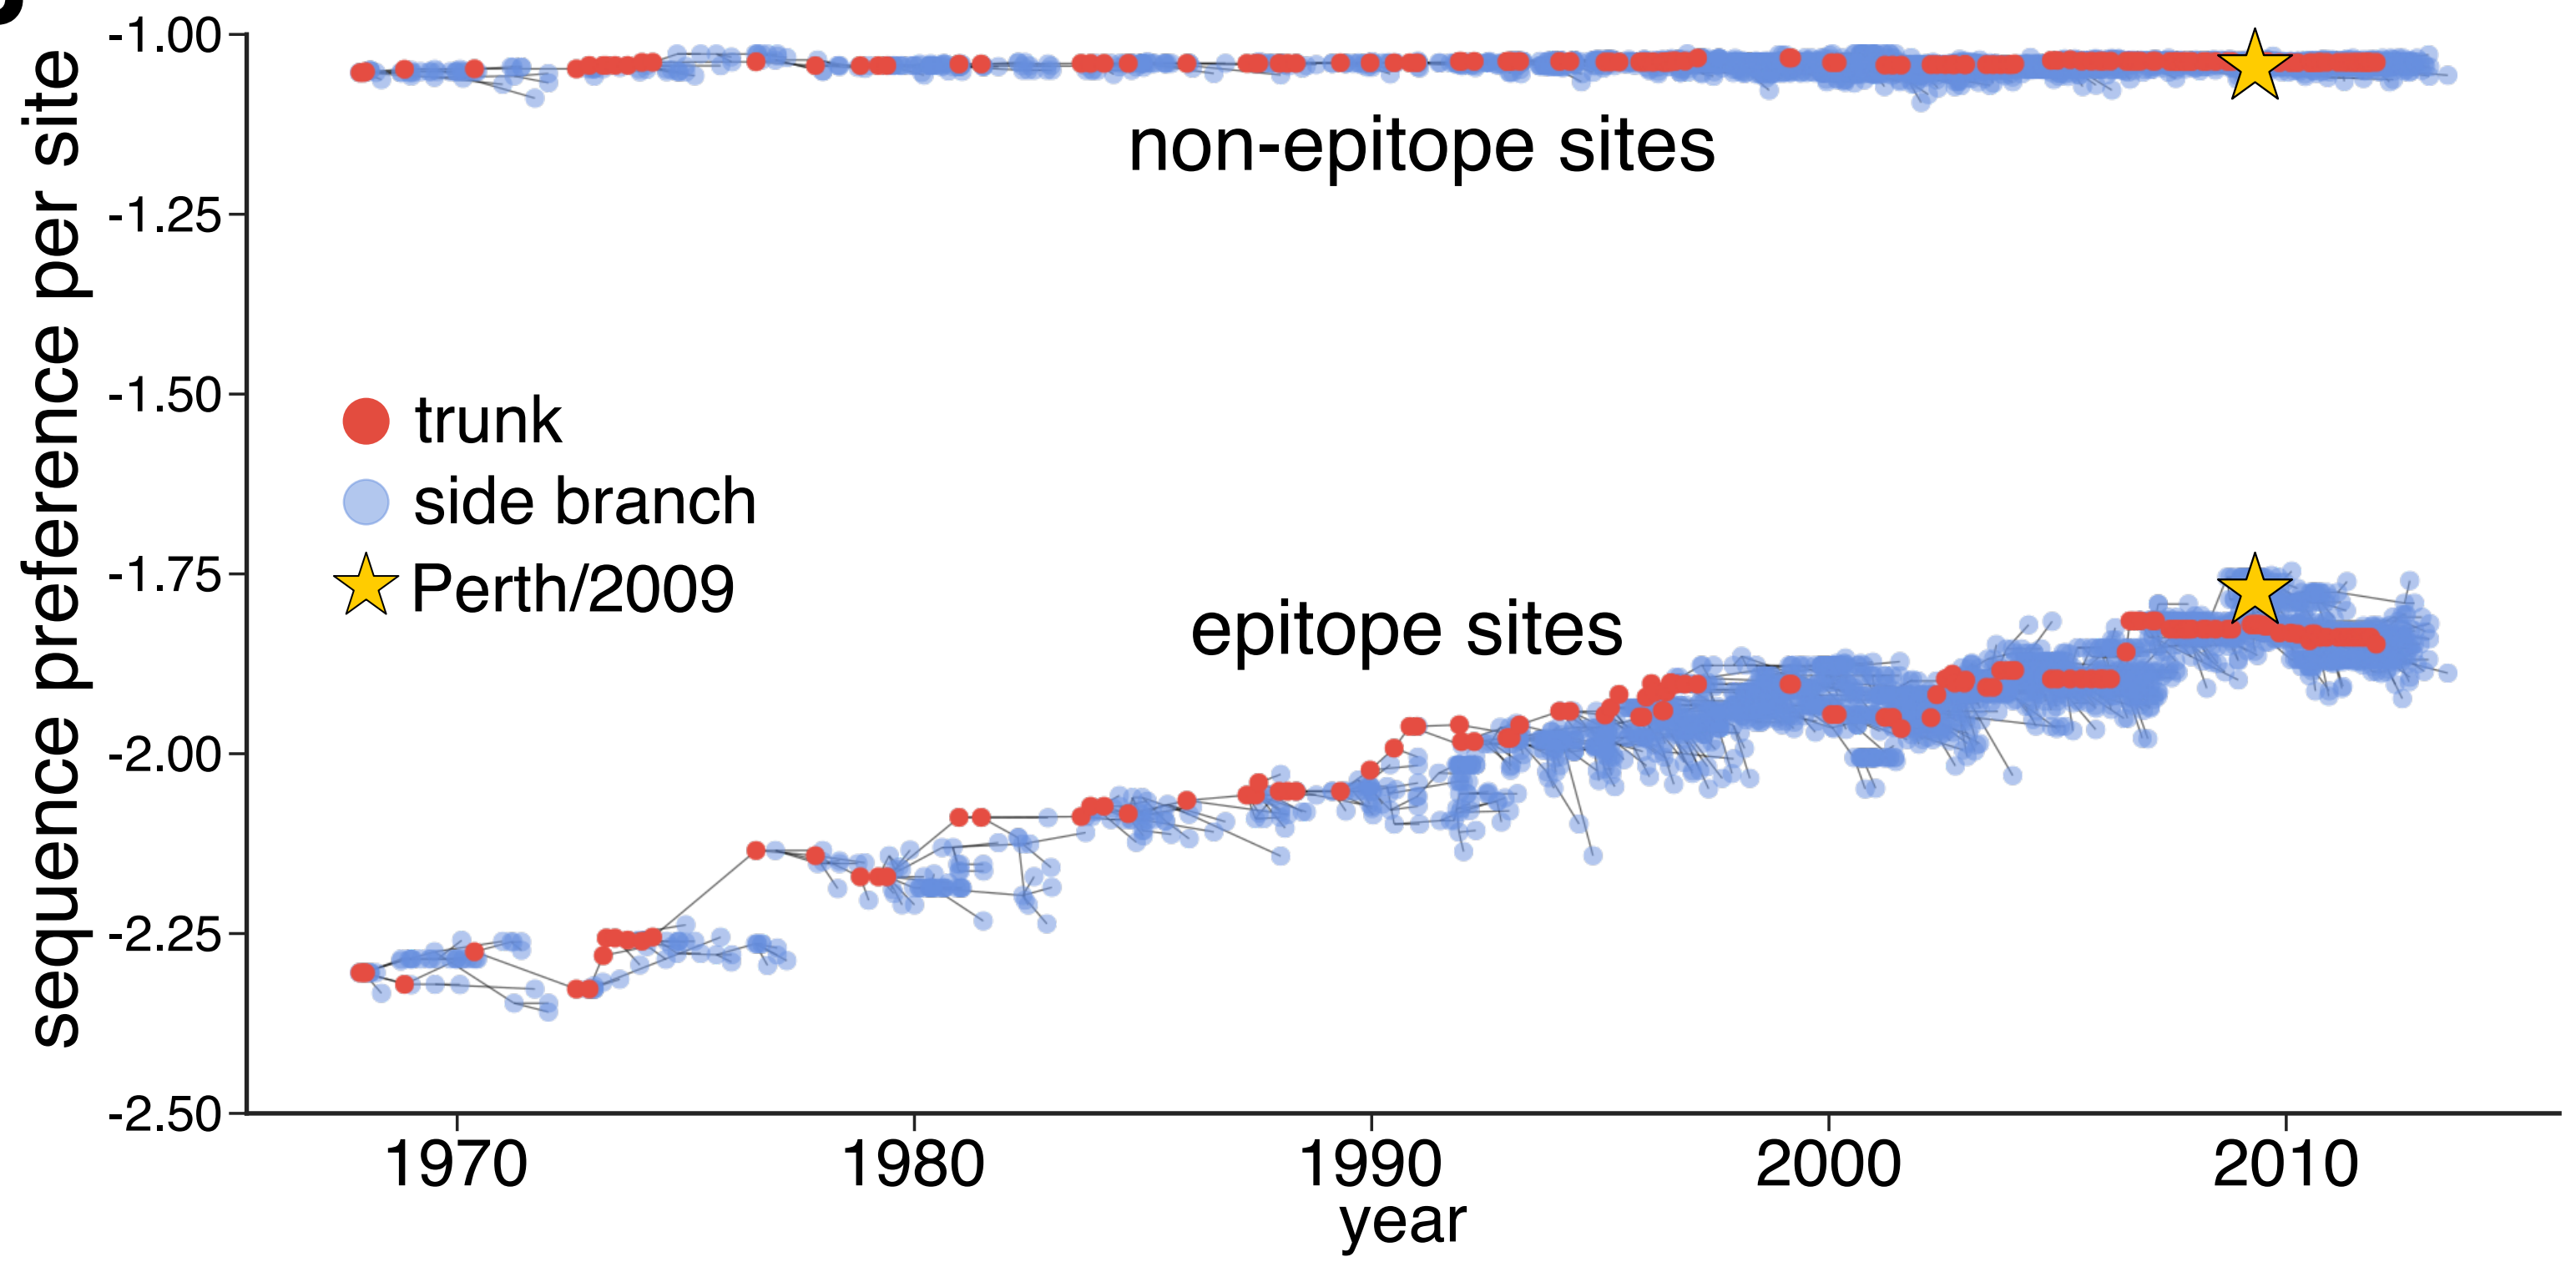 sequence preference per site
-1.00
-1.25
-1.50
-1.75
-2.00
-2.25
-2.50
non-epitope sites
trunk
side branch
Perth/2009
epitope sites
1970 1980 1990 2000 2010
year